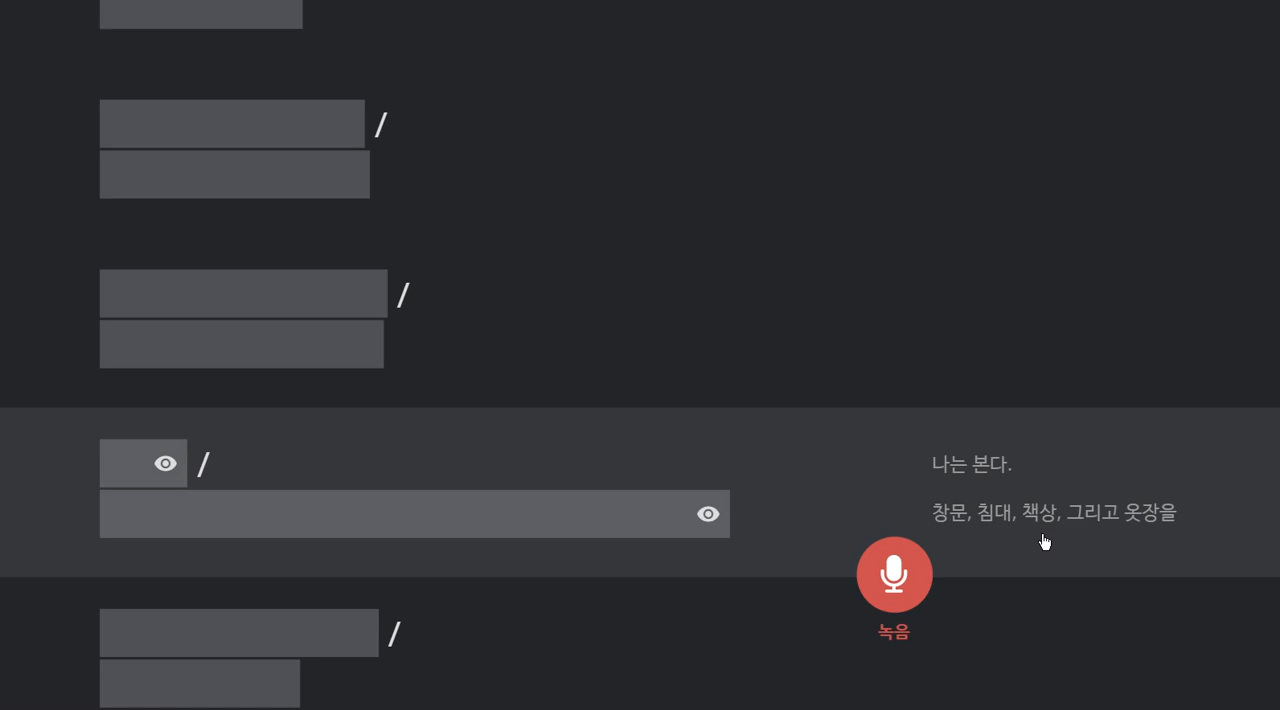 /
/
/
나는 본다.
창문, 침대, 책상, 그리고 옷장을
녹음
/